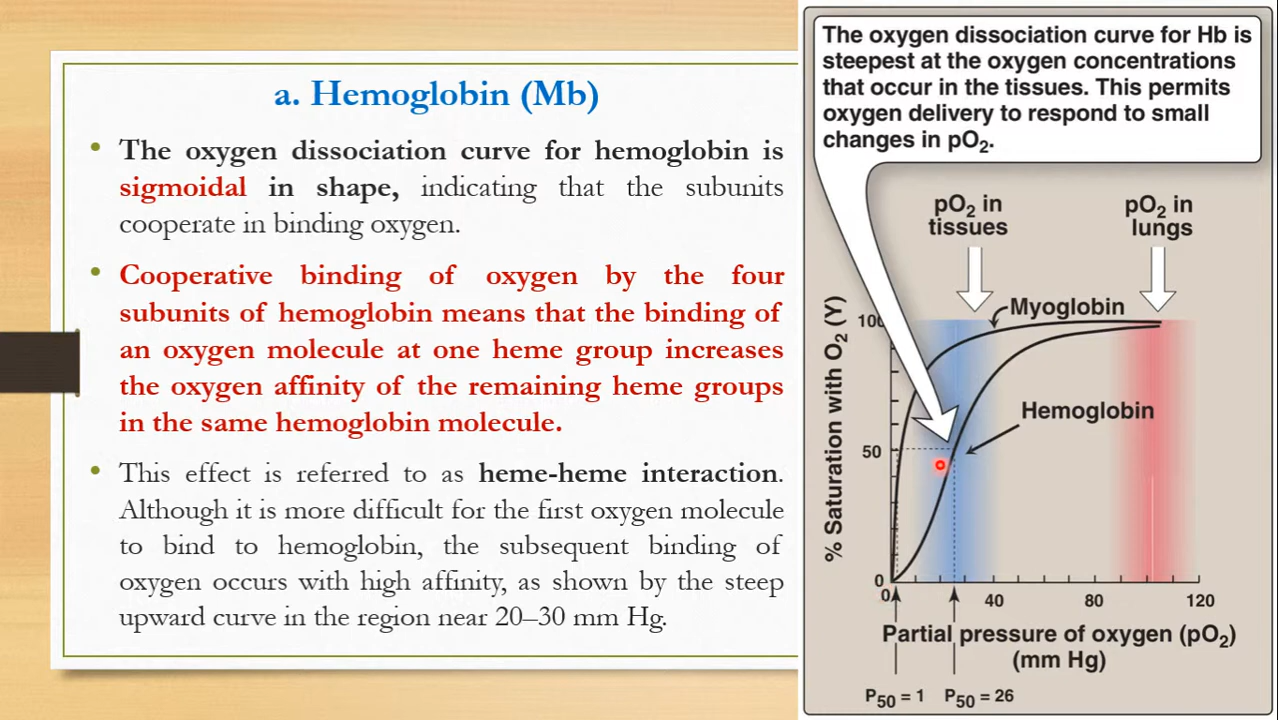 a. Hemoglobin (Mb)
• The oxygen dissociation curve for hemoglobin is
sigmoidal in shape, indicating that the subunits
cooperate in binding oxygen.
• Cooperative binding of oxygen by the four
subunits of hemoglobin means that the binding of
an oxygen molecule at one heme group increases
the oxygen affinity of the remaining heme groups
in the same hemoglobin molecule.
• This effect is referred to as heme-heme interaction.
Although it is more difficult for the first oxygen molecule
to bind to hemoglobin, the subsequent binding of
oxygen occurs with high affinity, as shown by the steep
upward curve in the region near 20–30 mm Hg.
The oxygen dissociation curve for Hb is
steepest at the oxygen concentrations
that occur in the tissues. This permits
oxygen delivery to respond to small
changes in pO₂.
pO₂ in
tissues
pO₂ in
lungs
Myoglobin
Hemoglobin
% Saturation with O₂ (Y)
100
50
0
0
40
80
120
Partial pressure of oxygen (pO₂)
(mm Hg)
P₅₀ = 1
P₅₀ = 26